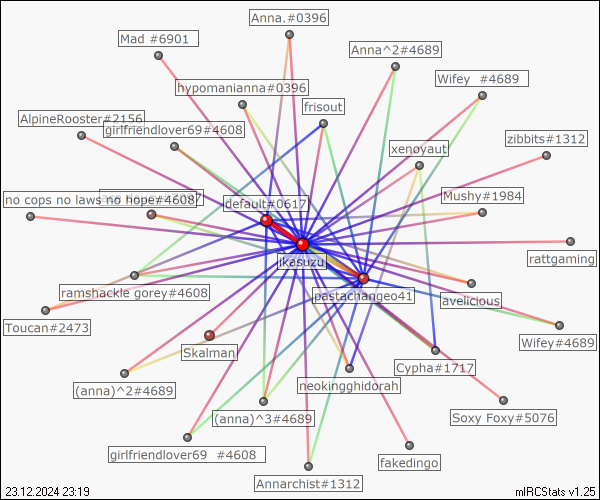 Anna.#0396
Mad #6901
Anna^2#4689
Wifey #4689
hypomanianna#0396
frisout
AlpineRooster#2156
girlfriendlover69#4608
zibbits#1312
xenoyaut
no cops no laws no hope#4608
default#0617
Mushy#1984
jkasuzu
rattgaming
ramshackle gorey#4608
pastachangeo41
avelicious
Toucan#2473
Skalman
Wifey#4689
Cypha#1717
(anna)^2#4689
neokingghidorah
(anna)^3#4689
Soxy Foxy#5076
girlfriendlover69 #4608
fakedingo
Annarchist#1312
23.12.2024 23:19
mIRCStats v1.25